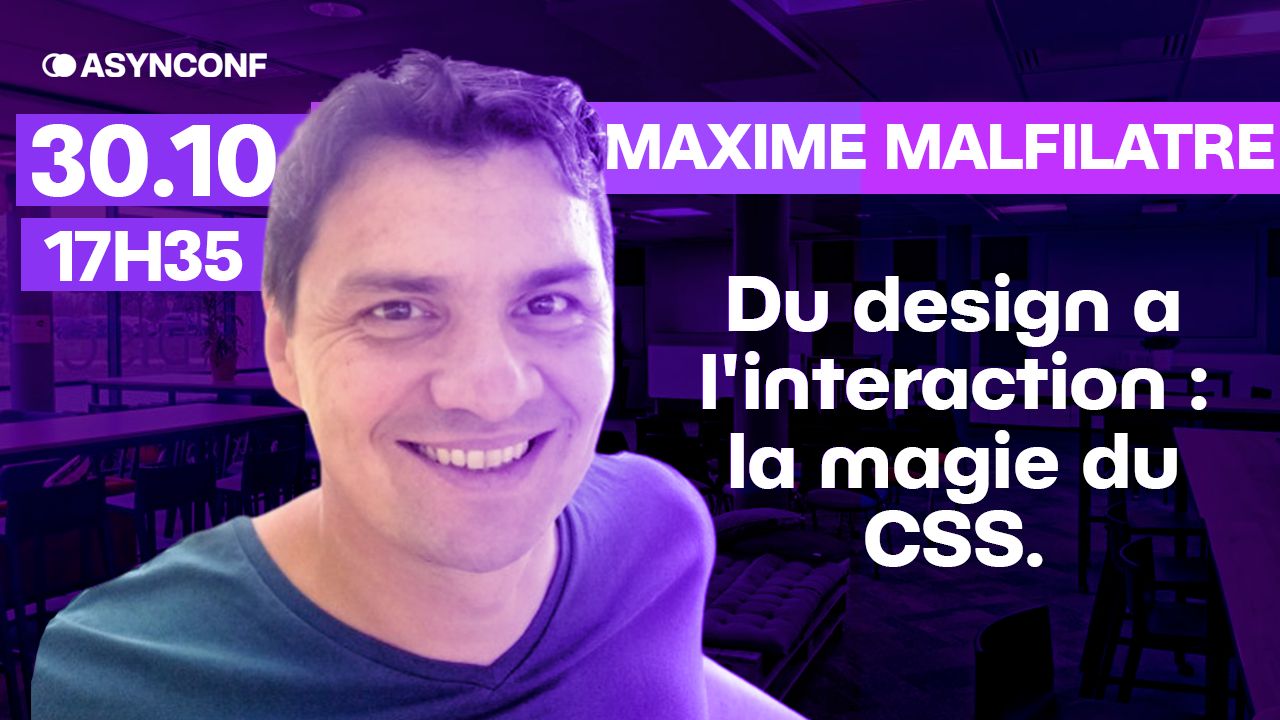 ASYNCONF
30.10
17H35
MAXIME MALFILATRE
Du design a
l'interaction :
la magie du
CSS.